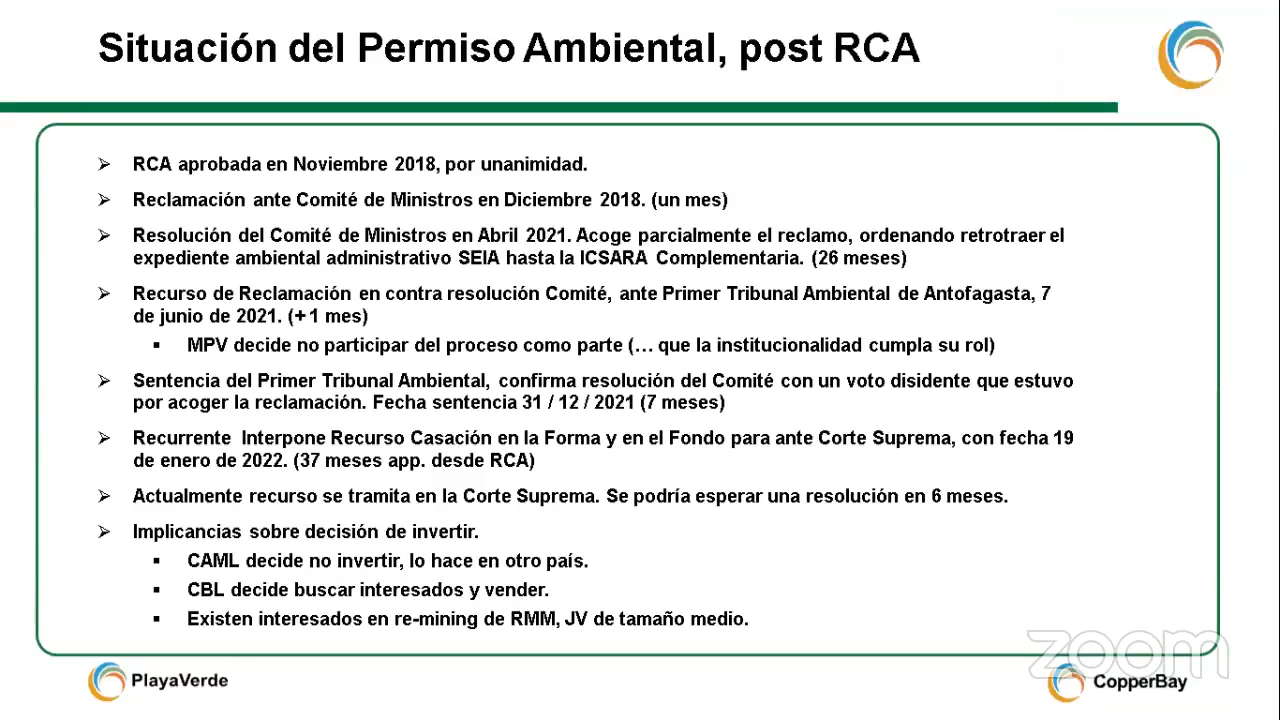 Situación del Permiso Ambiental, post RCA
➢ RCA aprobada en Noviembre 2018, por unanimidad.
➢ Reclamación ante Comité de Ministros en Diciembre 2018. (un mes)
➢ Resolución del Comité de Ministros en Abril 2021. Acoge parcialmente el reclamo, ordenando retrotraer el
expediente ambiental administrativo SEIA hasta la ICSARA Complementaria. (26 meses)
➢ Recurso de Reclamación en contra resolución Comité, ante Primer Tribunal Ambiental de Antofagasta, 7
de junio de 2021. (+ 1 mes)
▪ MPV decide no participar del proceso como parte (… que la institucionalidad cumpla su rol)
➢ Sentencia del Primer Tribunal Ambiental, confirma resolución del Comité con un voto disidente que estuvo
por acoger la reclamación. Fecha sentencia 31 / 12 / 2021 (7 meses)
➢ Recurrente Interpone Recurso Casación en la Forma y en el Fondo para ante Corte Suprema, con fecha 19
de enero de 2022. (37 meses app. desde RCA)
➢ Actualmente recurso se tramita en la Corte Suprema. Se podría esperar una resolución en 6 meses.
➢ Implicancias sobre decisión de invertir.
▪ CAML decide no invertir, lo hace en otro país.
▪ CBL decide buscar interesados y vender.
▪ Existen interesados en re-mining de RMM, JV de tamaño medio.
zoom
PlayaVerde
CopperBay